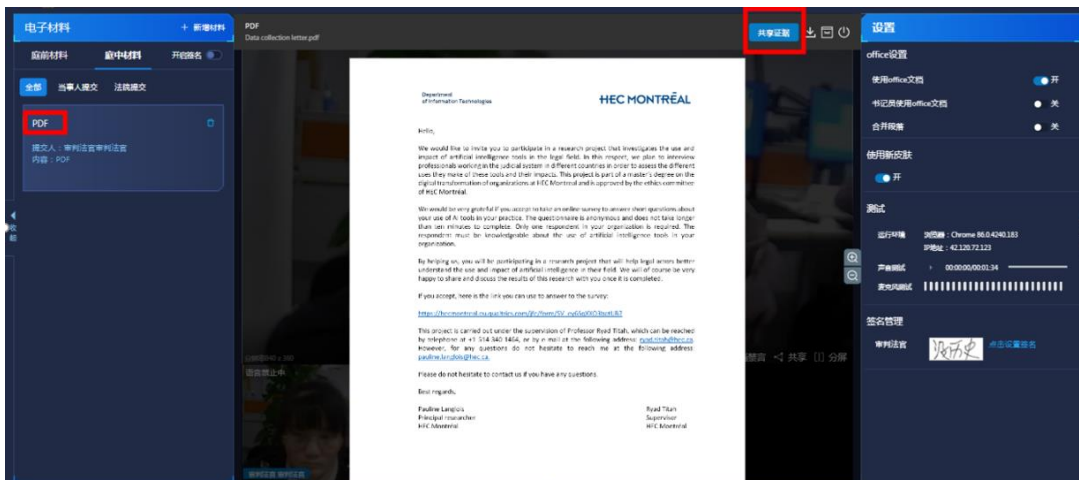 电子材料
+ 新增材料
庭前材料
庭中材料
开启签名
全部
当事人提交
法院提交
PDF
提交人：审判法官审判法官
内容：PDF
PDF
Data collection letter.pdf
共享证据
Department
of Information Technologies
HEC MONTRĒAL
Hello,
We would like to invite you to participate in a research project that investigates the use and
impact of artificial intelligence tools in the legal field. In this respect, we plan to interview
professionals working in the judicial system in different countries in order to assess the different
uses they make of these tools and their impacts. This project is part of a master's degree on the
digital transformation of organizations at HEC Montréal and is approved by the ethics committee
of HEC Montréal.
We would be very grateful if you accept to take an online survey to answer short questions about
your use of AI tools in your practice. The questionnaire is anonymous and does not take longer
than ten minutes to complete. Only one respondent in your organization is required. The
respondent must be knowledgeable about the use of artificial intelligence tools in your
organization.
By helping us, you will be participating in a research project that will help legal actors better
understand the use and impact of artificial intelligence in their field. We will of course be very
happy to share and discuss the results of this research with you once it is completed.
If you accept, here is the link you can use to answer to the survey:
This project is carried out under the supervision of Professor Ryad Titah, which can be reached
by telephone at +1 514 340 1464, or by e-mail at the following address: ryad.titah@hec.ca.
However, for any questions do not hesitate to reach me at the following address:
pauline.langlois@hec.ca.
Please do not hesitate to contact us if you have any questions.
Best regards,
Pauline Langlois
Principal researcher
HEC Montréal
Ryad Titah
Supervisor
HEC Montréal
共享
分屏
语音禁止中
审判法官 审判法官
设置
office设置
使用office文档
开
书记员使用office文档
关
合并段落
关
使用新皮肤
开
测试
运行环境
浏览器：Chrome 86.0.4240.183
IP地址：42.120.72.123
声音测试
00:00:00/00:01:34
麦克风测试
签名管理
审判法官
点击设置签名